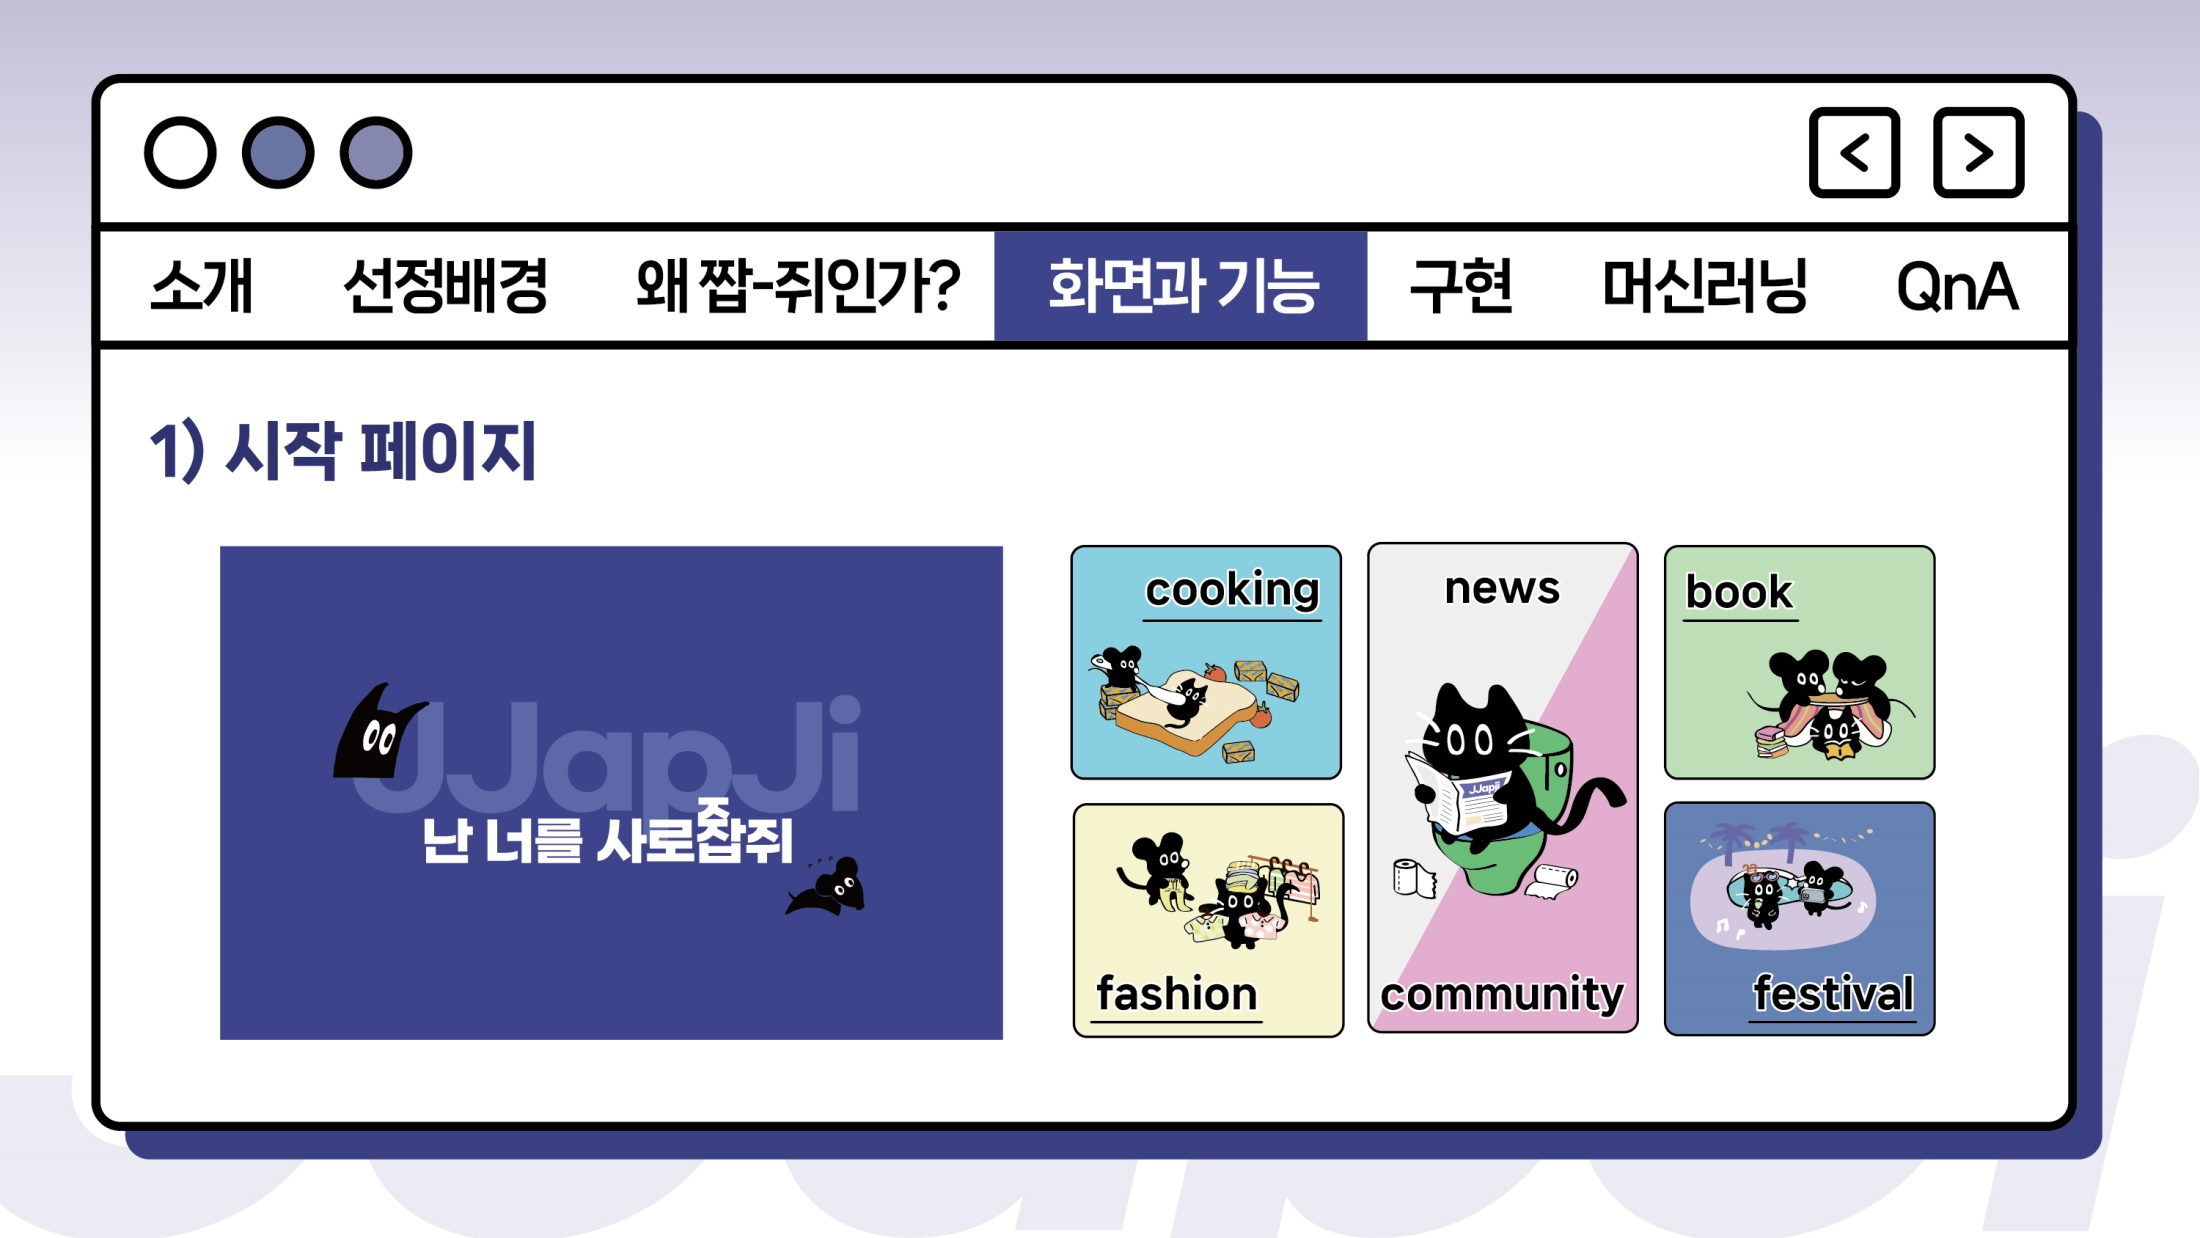 소개 선정배경 왜 짭-쥐인가? 화면과 기능 구현 머신러닝 QnA
1) 시작 페이지
JJapJi
난 너를 사로잡쥐
ㅈ
cooking
news
book
JJapji
fashion
community
festival
JJapJi